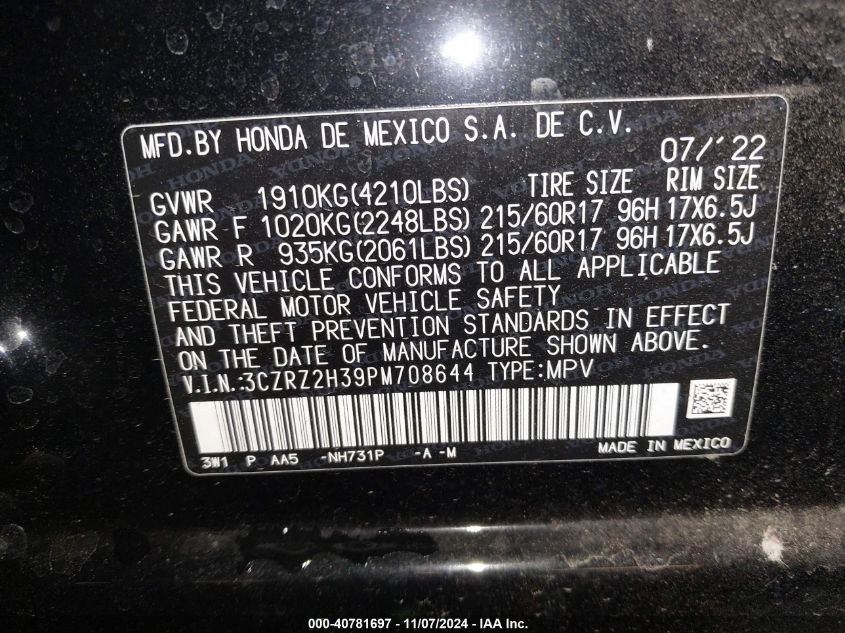 MFD.BY HONDA DE MEXICO S.A. DE C.V.
07/'22
TIRE SIZE RIM SIZE
GVWR 1910KG(4210LBS)
GAWR F 1020KG(2248LBS) 215/60R17 96H 17X6.5J
GAWR R 935KG(2061LBS) 215/60R17 96H 17X6.5J
THIS VEHICLE CONFORMS TO ALL APPLICABLE
FEDERAL MOTOR VEHICLE SAFETY
AND THEFT PREVENTION STANDARDS IN EFFECT
ON THE DATE OF MANUFACTURE SHOWN ABOVE.
V.I.N.:3CZRZ2H39PM708644 TYPE:MPV
3W1 P AA5 -NH731P -A -M
MADE IN MEXICO
000-40781697 - 11/07/2024 - IAA Inc.